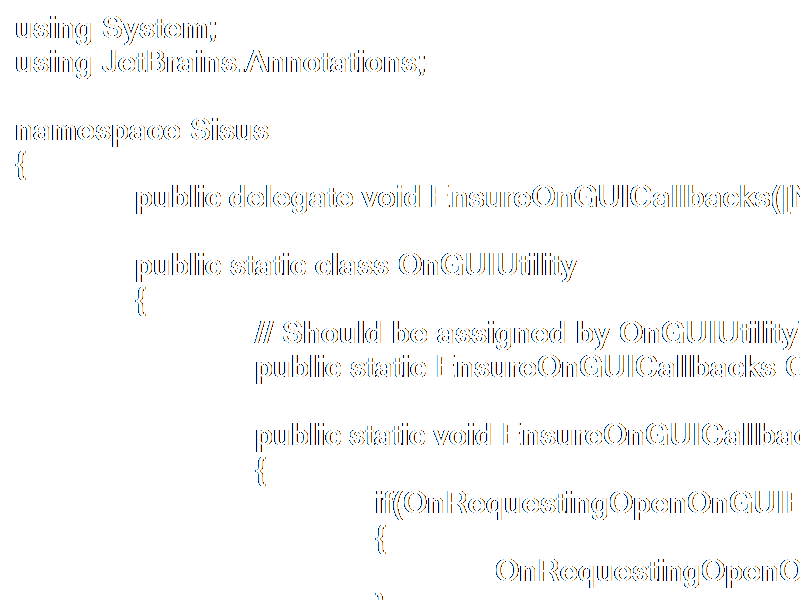 using System;
using JetBrains.Annotations;
namespace Sisus
{
public delegate void EnsureOnGUICallbacks([N
public static class OnGUIUtility
{
// Should be assigned by OnGUIUtility
public static EnsureOnGUICallbacks O
public static void EnsureOnGUICallbac
{
if(OnRequestingOpenOnGUIE
{
OnRequestingOpenO
}